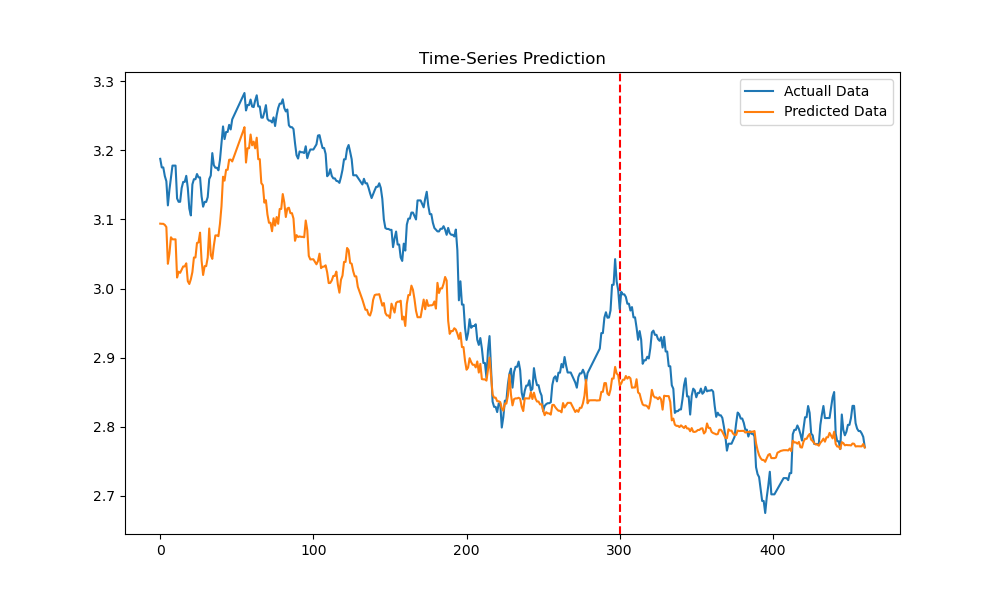 Time-Series Prediction
Actuall Data
Predicted Data
3.3
3.2
3.1
3.0
2.9
2.8
2.7
0 100 200 300 400